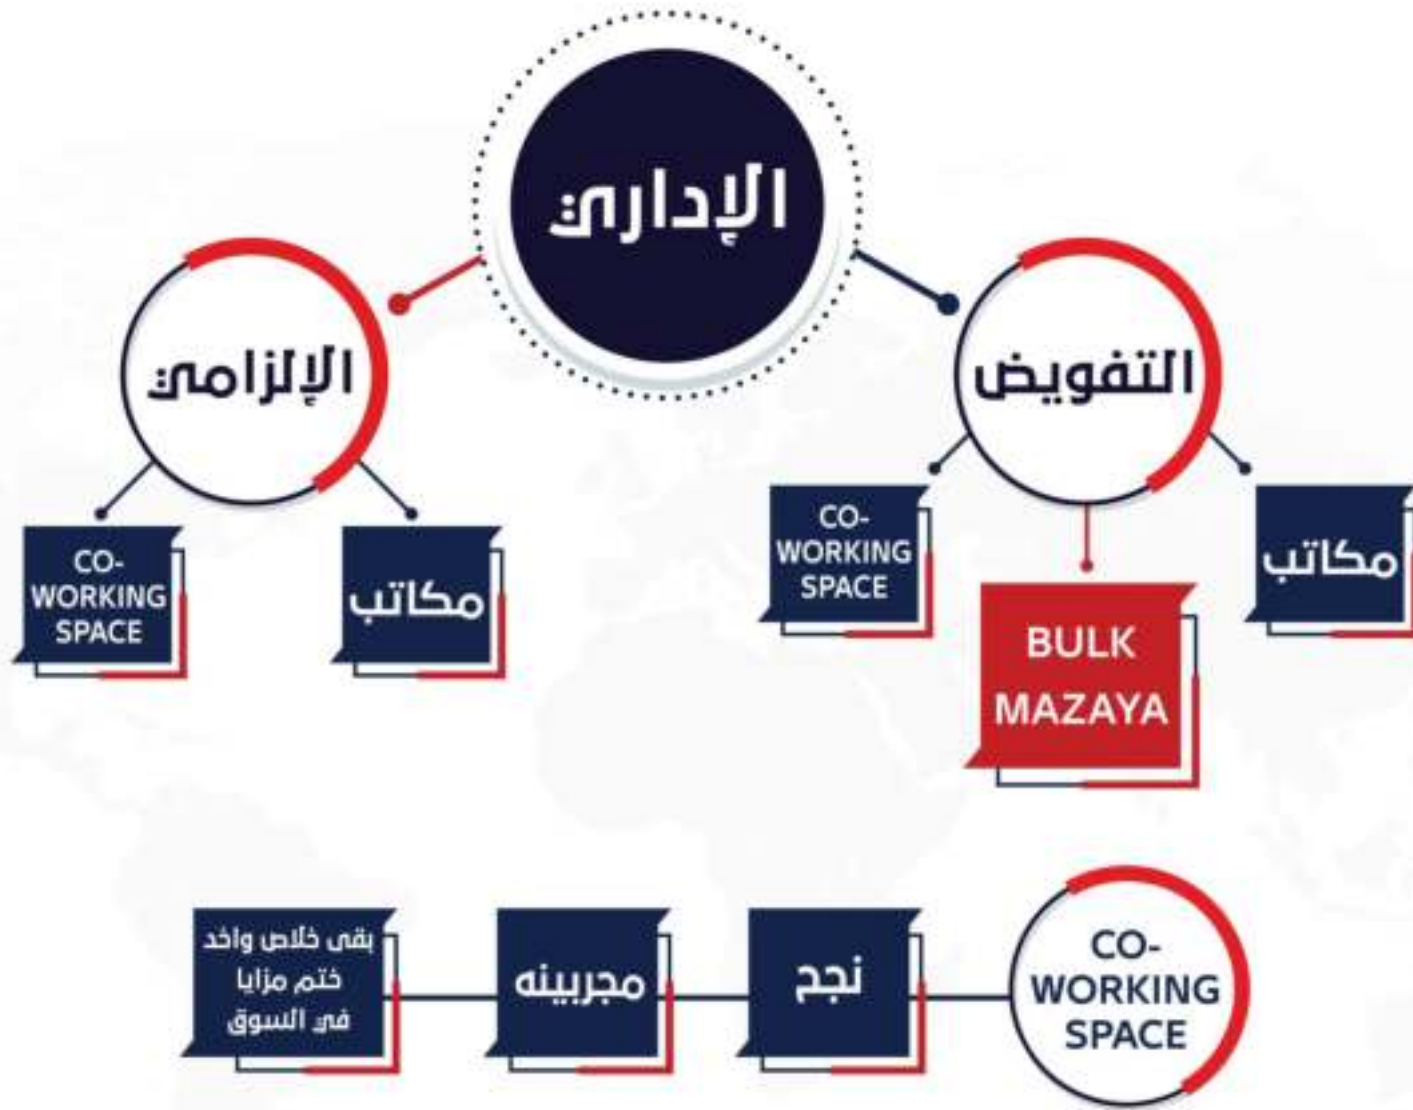 الإداري
التفويض
الإلزامي
مكاتب
BULK
MAZAYA
CO-
WORKING
SPACE
مكاتب
CO-
WORKING
SPACE
CO-
WORKING
SPACE
نجح
مجربينه
بقى خلاص واخد
ختم مزايا
في السوق